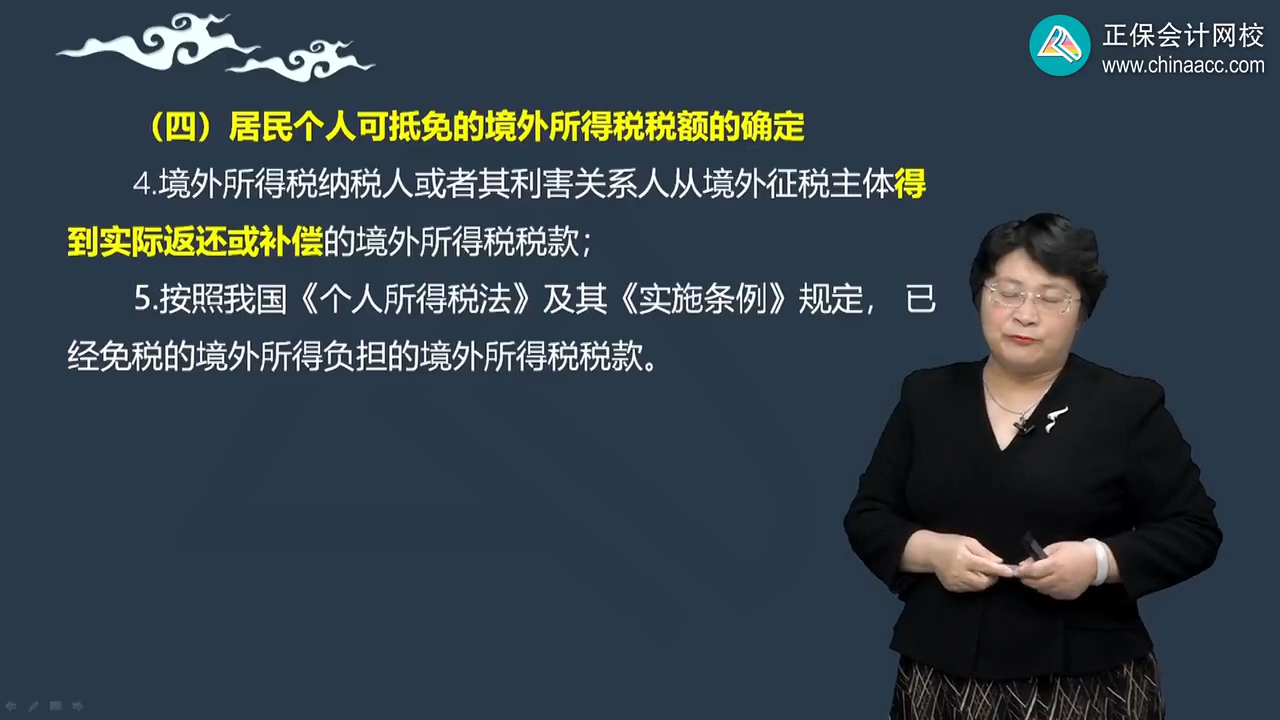 正保会计网校
www.chinaacc.com
（四）居民个人可抵免的境外所得税税额的确定
4.境外所得税纳税人或者其利害关系人从境外征税主体得
到实际返还或补偿的境外所得税税款；
5.按照我国《个人所得税法》及其《实施条例》规定， 已
经免税的境外所得负担的境外所得税税款。